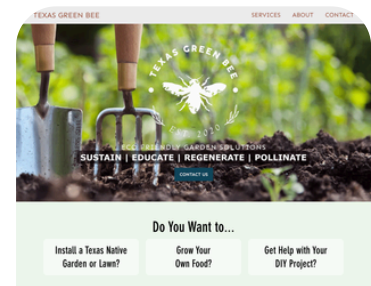 TEXAS GREEN BEE
SERVICES ABOUT CONTACT
TEXAS GREEN BEE
EST. 2020
ECO-FRIENDLY GARDEN SOLUTIONS
SUSTAIN | EDUCATE | REGENERATE | POLLINATE
CONTACT US
Do You Want to...
Install a Texas Native
Garden or Lawn?
Grow Your
Own Food?
Get Help with Your
DIY Project?